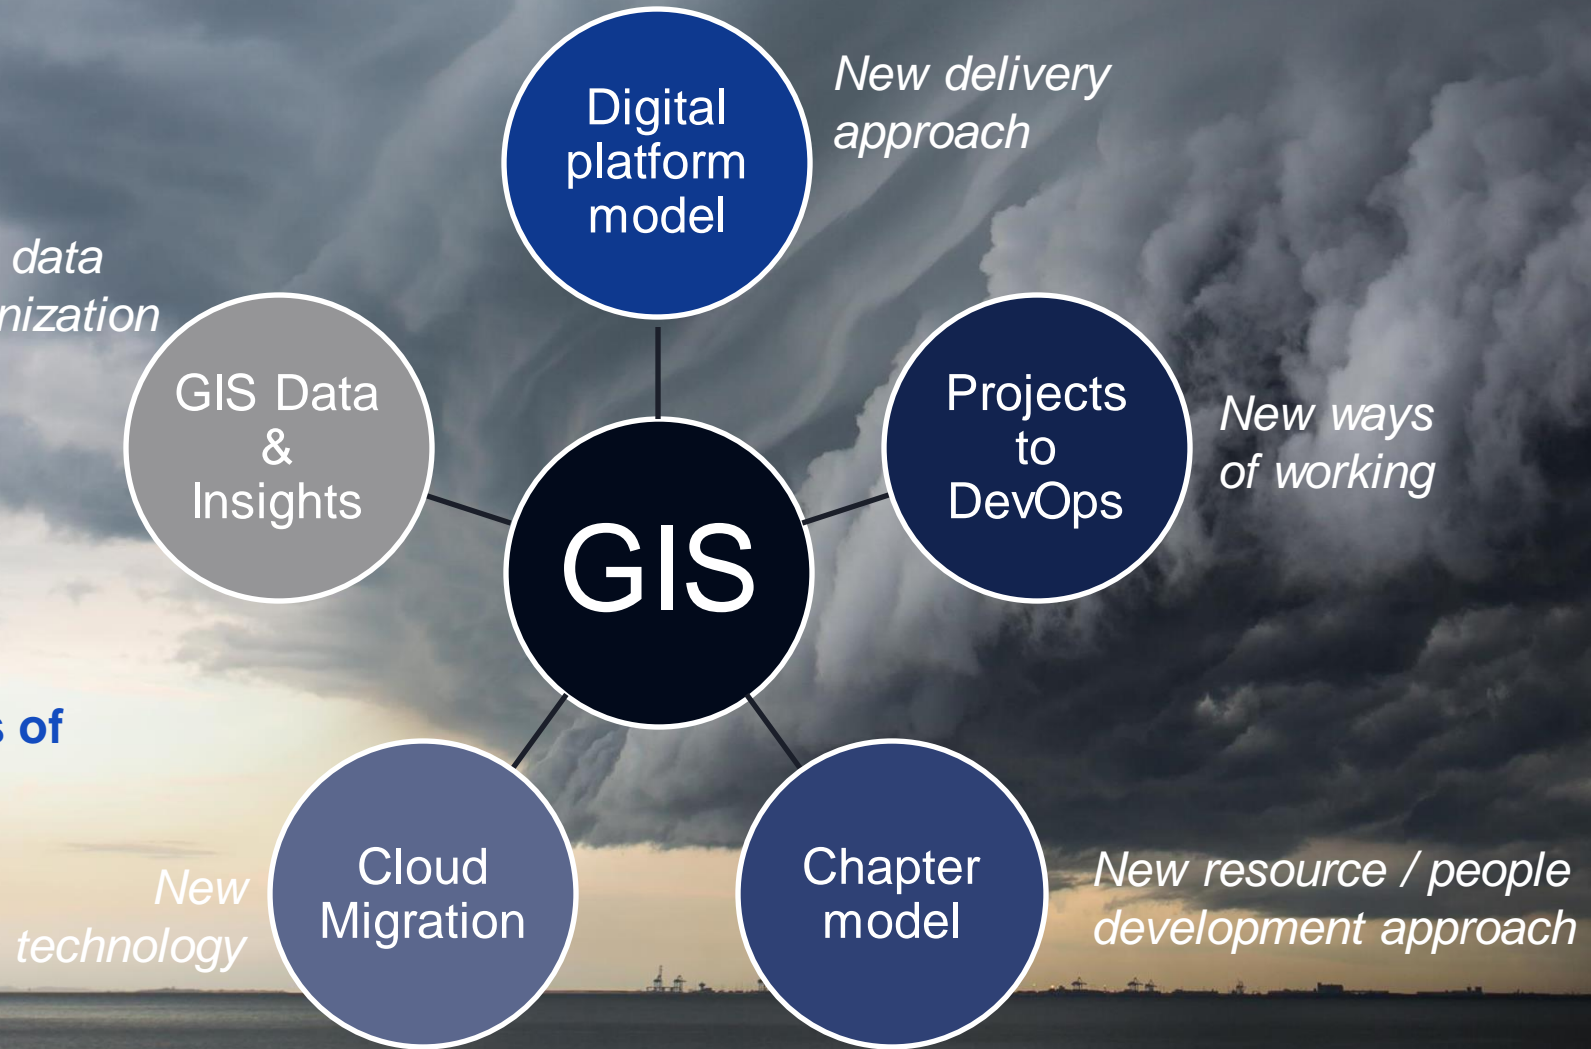 Digital
platform
model
New delivery
approach
data
nization
GIS Data
&
Insights
Projects
to
DevOps
New ways
of working
GIS
s of
Cloud
Migration
New
technology
Chapter
model
New resource / people
development approach